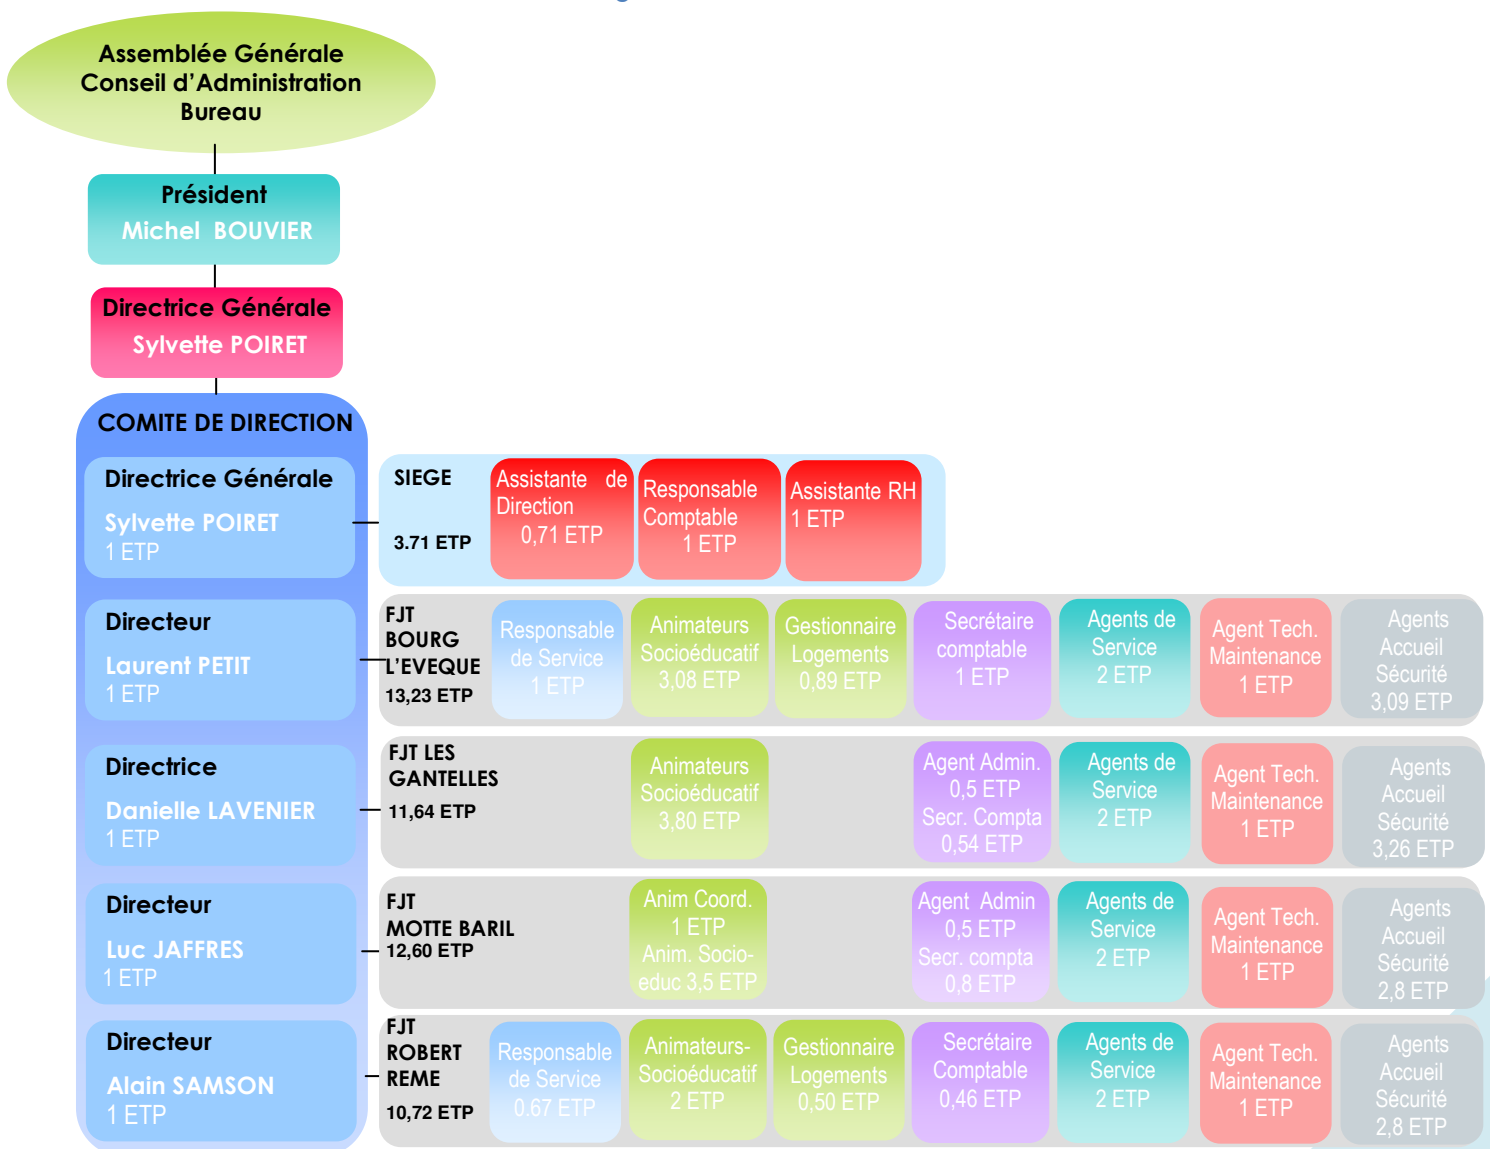 Assemblée Générale
Conseil d'Administration
Bureau
Président
Michel BOUVIER
Directrice Générale
Sylvette POIRET
COMITE DE DIRECTION
Directrice Générale
Sylvette POIRET
1 ETP
SIEGE
3.71 ETP
Assistante de
Direction
0,71 ETP
Responsable
Comptable
1 ETP
Assistante RH
1 ETP
Directeur
Laurent PETIT
1 ETP
FJT
BOURG
L'EVEQUE
13,23 ETP
Responsable
de Service
1 ETP
Animateurs
Socioéducatif
3,08 ETP
Gestionnaire
Logements
0,89 ETP
Secrétaire
comptable
1 ETP
Agents de
Service
2 ETP
Agent Tech.
Maintenance
1 ETP
Agents
Accueil
Sécurité
3,09 ETP
Directrice
Danielle LAVENIER
1 ETP
FJT LES
GANTELLES
11,64 ETP
Animateurs
Socioéducatif
3,80 ETP
Agent Admin.
0,5 ETP
Secr. Compta
0,54 ETP
Agents de
Service
2 ETP
Agent Tech.
Maintenance
1 ETP
Agents
Accueil
Sécurité
3,26 ETP
Directeur
Luc JAFFRES
1 ETP
FJT
MOTTE BARIL
12,60 ETP
Anim Coord.
1 ETP
Anim. Socio-
educ 3,5 ETP
Agent Admin
0,5 ETP
Secr. compta
0,8 ETP
Agents de
Service
2 ETP
Agent Tech.
Maintenance
1 ETP
Agents
Accueil
Sécurité
2,8 ETP
Directeur
Alain SAMSON
1 ETP
FJT
ROBERT
REME
10,72 ETP
Responsable
de Service
0.67 ETP
Animateurs-
Socioéducatif
2 ETP
Gestionnaire
Logements
0,50 ETP
Secrétaire
Comptable
0,46 ETP
Agents de
Service
2 ETP
Agent Tech.
Maintenance
1 ETP
Agents
Accueil
Sécurité
2,8 ETP